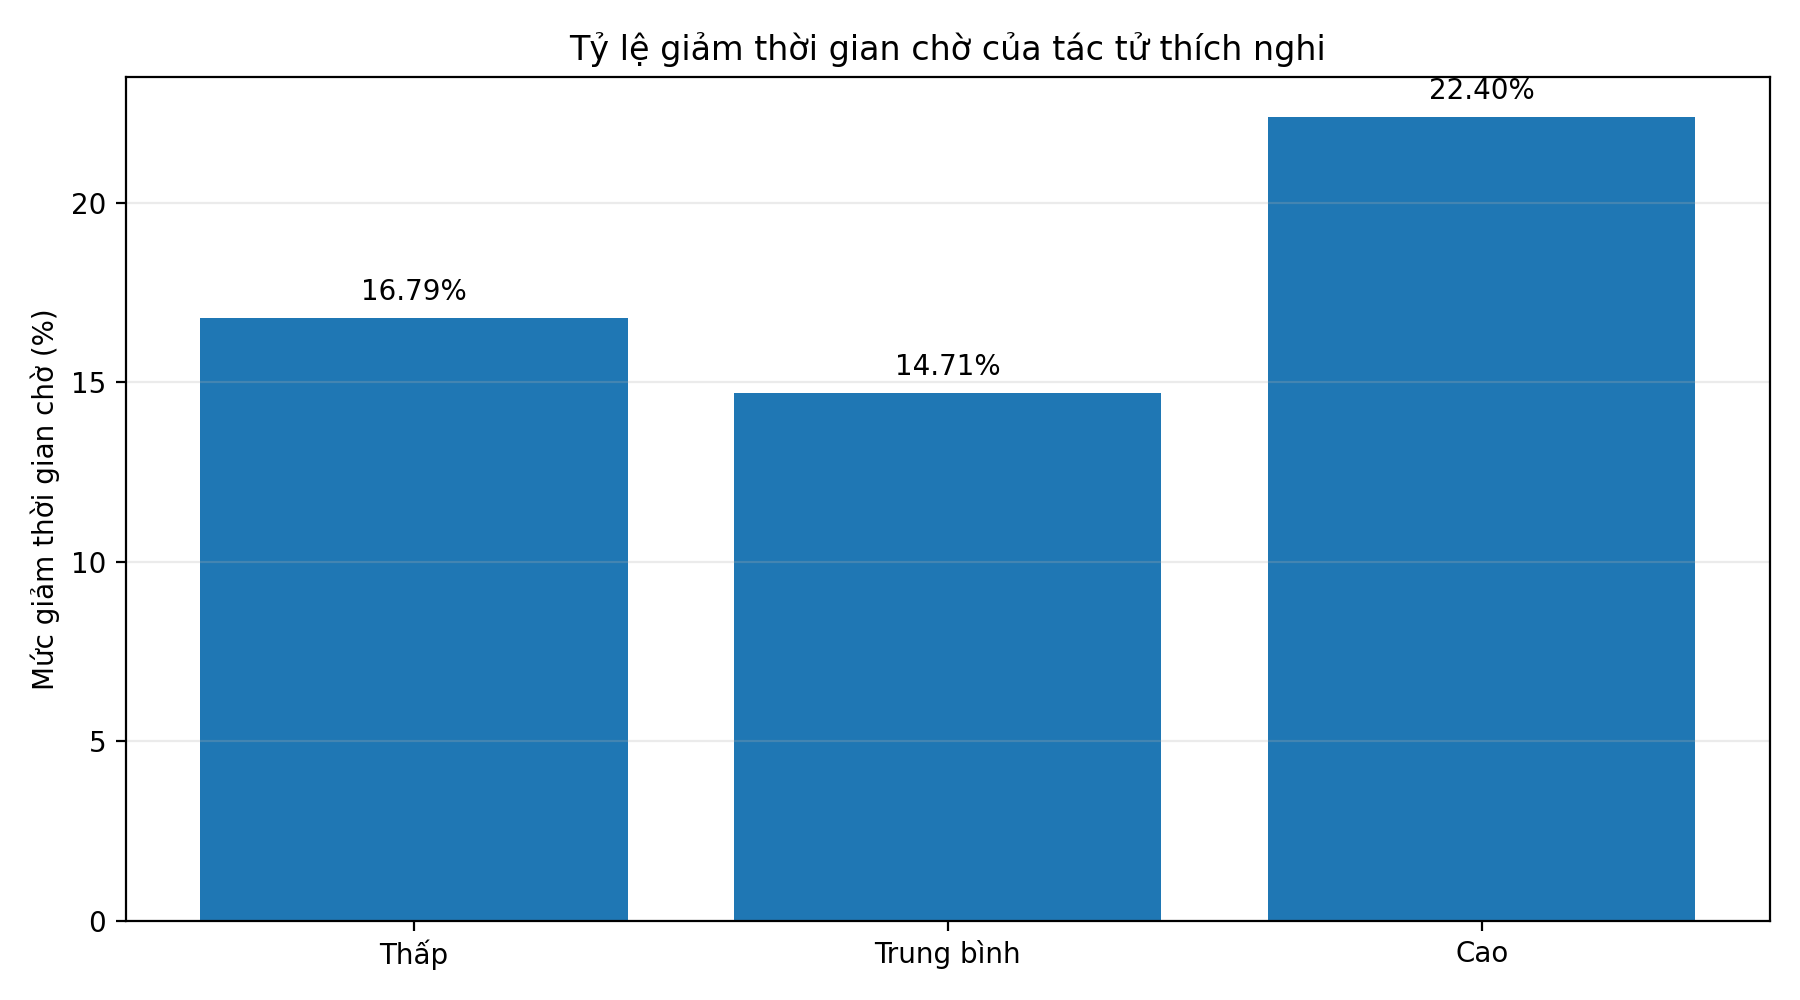 Tỷ lệ giảm thời gian chờ của tác tử thích nghi
Mức giảm thời gian chờ (%)
20
15
10
5
0
16.79%
14.71%
22.40%
Thấp
Trung bình
Cao